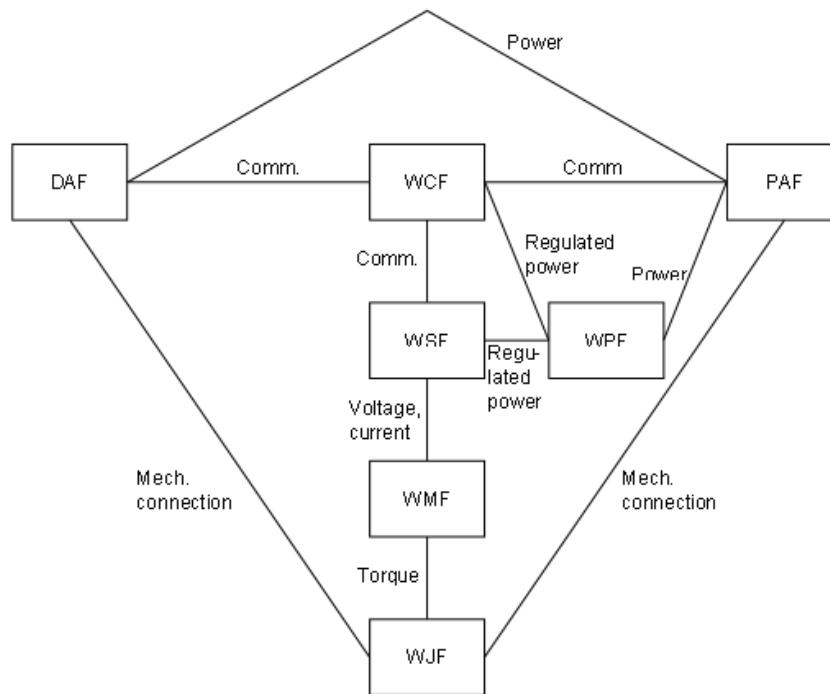 Power
DAF
Comm.
WCF
Comm
PAF
Regulated
power
Comm.
Power
WSF
Regu-
lated
power
WPF
Voltage,
current
WMF
Mech.
connection
Mech.
connection
Torque
WJF